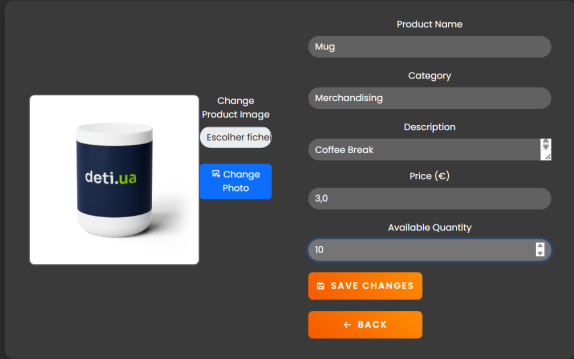 Product Name
Mug
Category
Merchandising
Description
Coffee Break
Price (€)
3,0
Available Quantity
10
SAVE CHANGES
BACK
Change
Product Image
Escolher fichei
Change
Photo
deti.ua